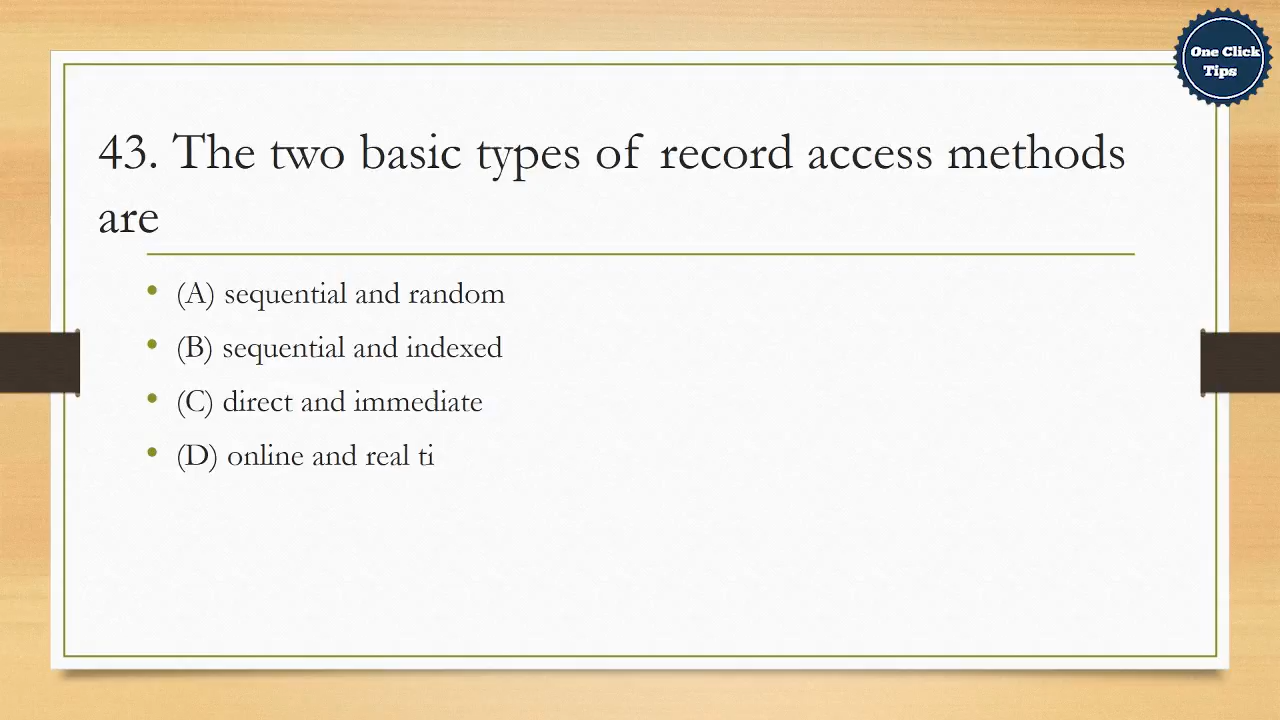 One Click
Tips
43. The two basic types of record access methods
are
• (A) sequential and random
• (B) sequential and indexed
• (C) direct and immediate
• (D) online and real ti